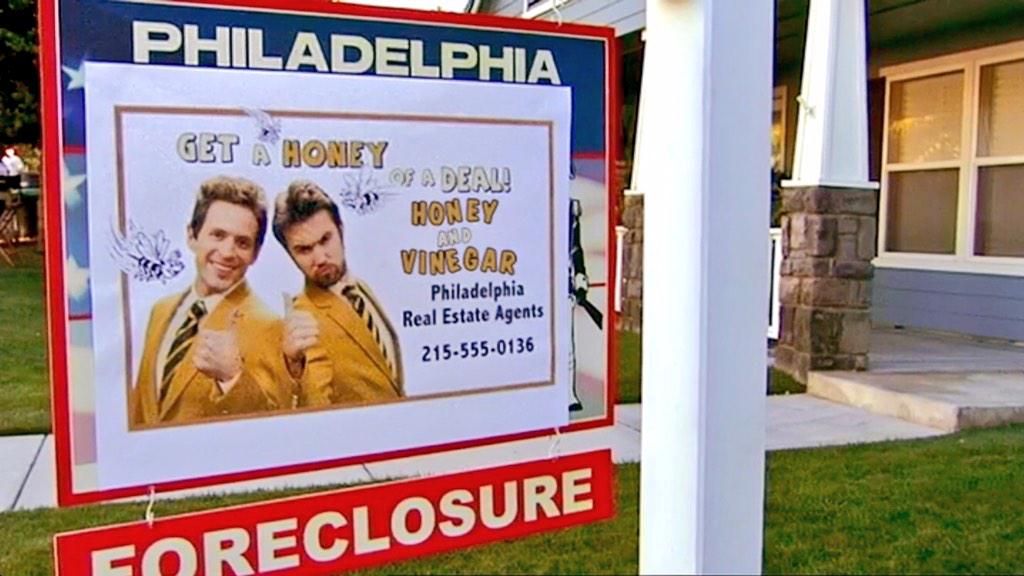 PHILADELPHIA
GET A HONEY
OF A DEAL!
HONEY
AND
VINEGAR
Philadelphia
Real Estate Agents
215-555-0136
FORECLOSURE